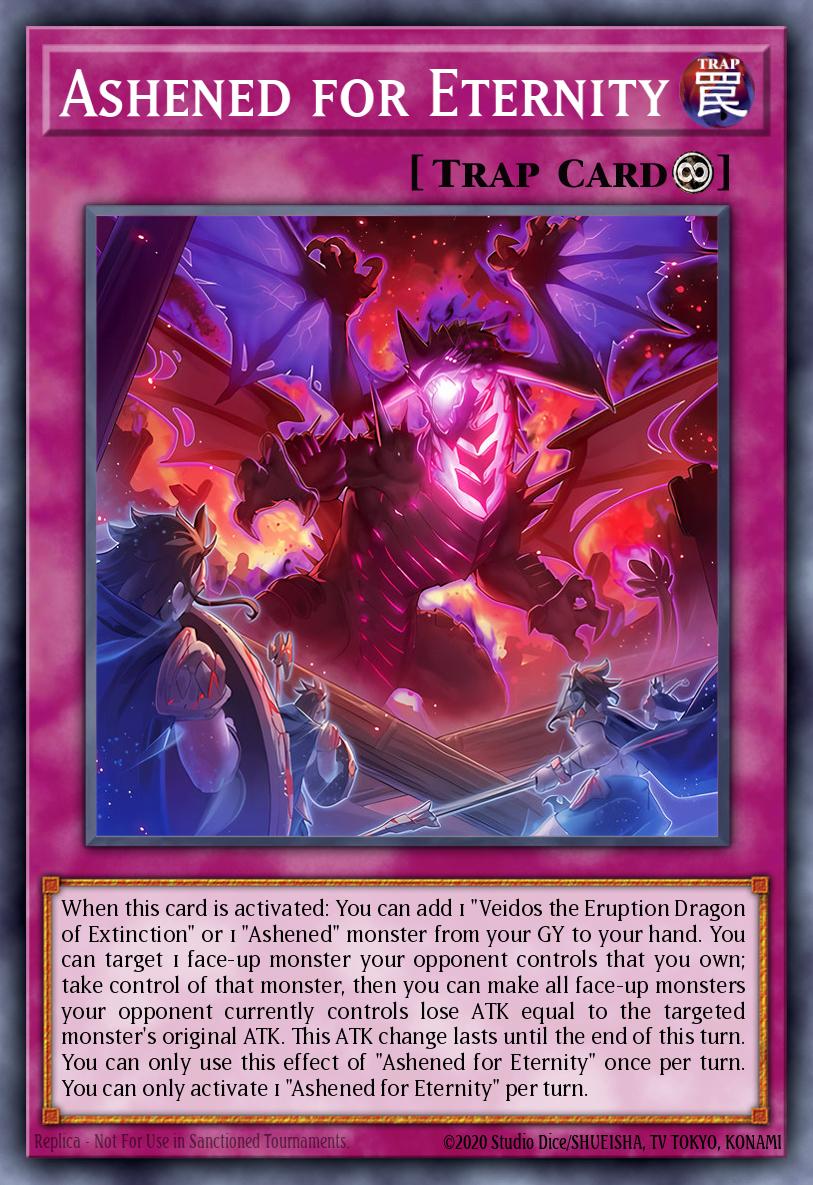 ASHENED FOR ETERNITY
TRAP
罠
[TRAP CARD∞]
When this card is activated: You can add 1 "Veidos the Eruption Dragon
of Extinction" or 1 "Ashened" monster from your GY to your hand. You
can target 1 face-up monster your opponent controls that you own;
take control of that monster, then you can make all face-up monsters
your opponent currently controls lose ATK equal to the targeted
monster's original ATK. This ATK change lasts until the end of this turn.
You can only use this effect of "Ashened for Eternity" once per turn.
You can only activate 1 "Ashened for Eternity" per turn.
Replica - Not For Use in Sanctioned Tournaments.
©2020 Studio Dice/SHUEISHA, TV TOKYO, KONAMI